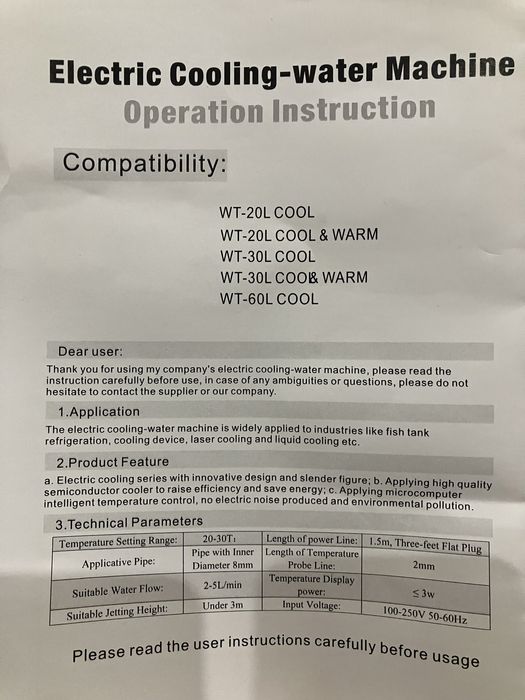 Electric Cooling-water Machine
Operation Instruction
Compatibility:
WT-20L COOL
WT-20L COOL & WARM
WT-30L COOL
WT-30L COO& WARM
WT-60L COOL
Dear user:
Thank you for using my company's electric cooling-water machine, please read the
instruction carefully before use, in case of any ambiguities or questions, please do not
hesitate to contact the supplier or our company.
1.Application
The electric cooling-water machine is widely applied to industries like fish tank
refrigeration, cooling device, laser cooling and liquid cooling etc.
2.Product Feature
a. Electric cooling series with innovative design and slender figure; b. Applying high quality
semiconductor cooler to raise efficiency and save energy; c. Applying microcomputer
intelligent temperature control, no electric noise produced and environmental pollution.
3.Technical Parameters
Temperature Setting Range: 20-30T1 Length of power Line: 1.5m, Three-feet Flat Plug
Applicative Pipe: Pipe with Inner Diameter 8mm Length of Temperature Probe Line: 2mm
Suitable Water Flow: 2-5L/min Temperature Display power: ≤3w
Suitable Jetting Height: Under 3m Input Voltage: 100-250V 50-60Hz
Please read the user instructions carefully before usage